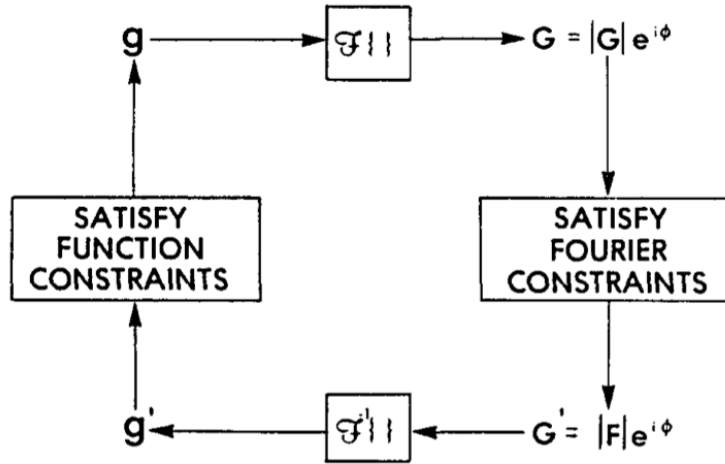 g
ℱ{ }
G = |G| e^{iϕ}
SATISFY
FUNCTION
CONSTRAINTS
SATISFY
FOURIER
CONSTRAINTS
g'
ℱ⁻¹{ }
G' = |F| e^{iϕ}